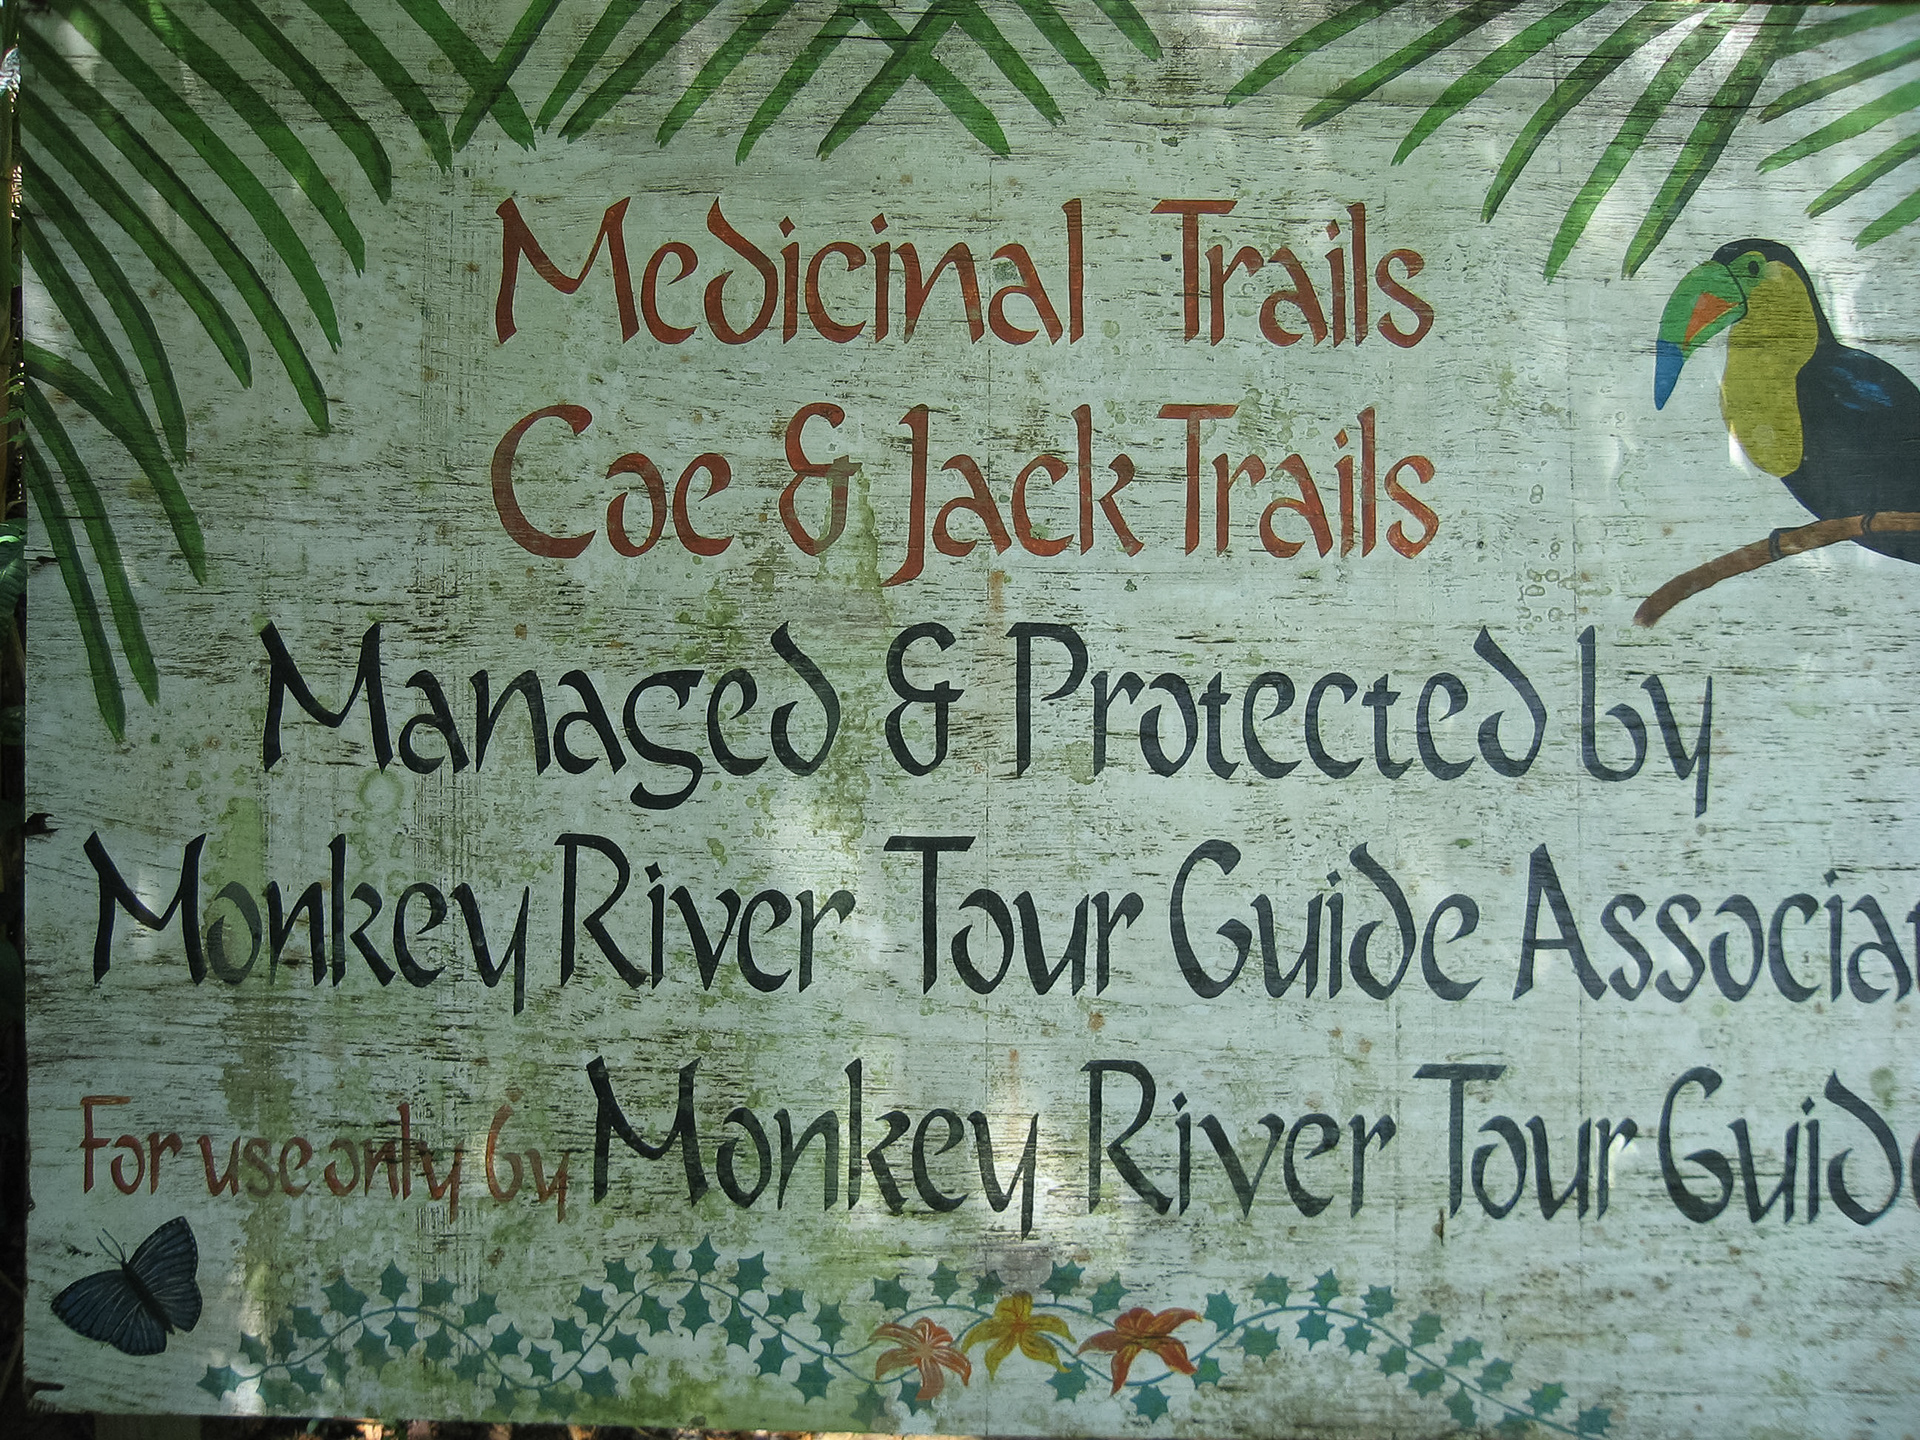 Medicinal Trails
Coe & Jack Trails
Managed & Protected by
Monkey River Tour Guide Associat
For use only by Monkey River Tour Guide